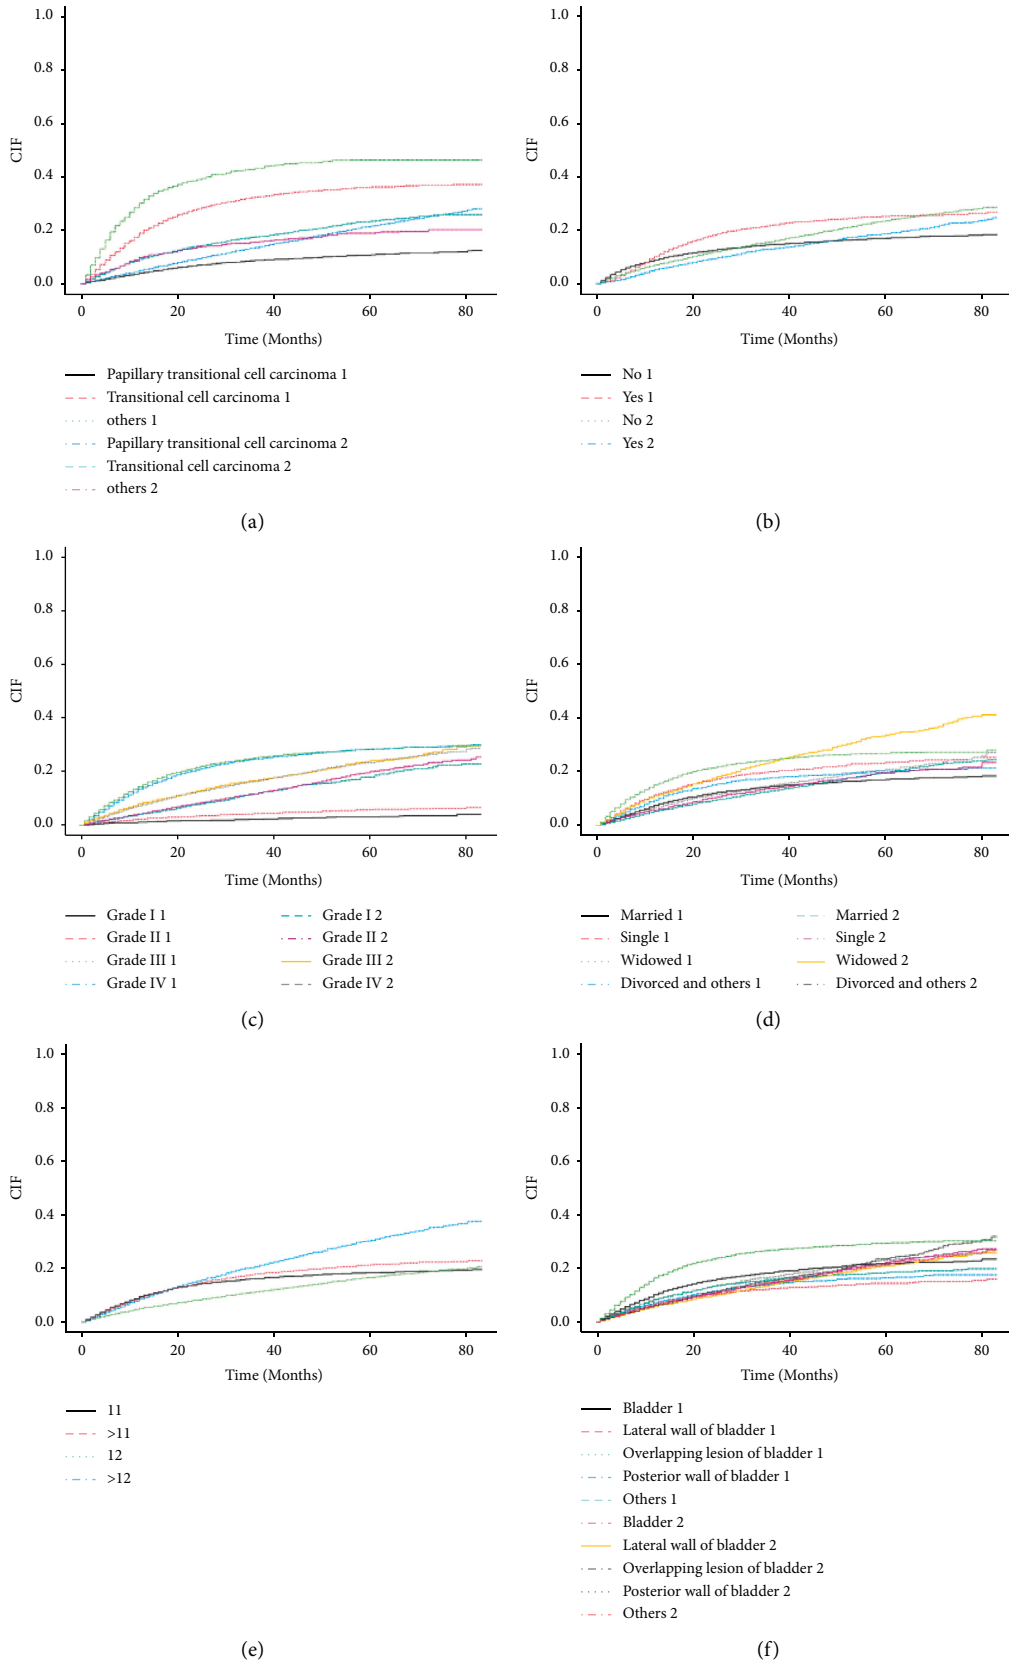 1.0
0.8
0.6
0.4
0.2
0.0
CIF
0 20 40 60 80
Time (Months)
Papillary transitional cell carcinoma 1
Transitional cell carcinoma 1
others 1
Papillary transitional cell carcinoma 2
Transitional cell carcinoma 2
others 2
(a)
1.0
0.8
0.6
0.4
0.2
0.0
CIF
0 20 40 60 80
Time (Months)
No 1
Yes 1
No 2
Yes 2
(b)
1.0
0.8
0.6
0.4
0.2
0.0
CIF
0 20 40 60 80
Time (Months)
Grade I 1
Grade II 1
Grade III 1
Grade IV 1
Grade I 2
Grade II 2
Grade III 2
Grade IV 2
(c)
1.0
0.8
0.6
0.4
0.2
0.0
CIF
0 20 40 60 80
Time (Months)
Married 1
Single 1
Widowed 1
Divorced and others 1
Married 2
Single 2
Widowed 2
Divorced and others 2
(d)
1.0
0.8
0.6
0.4
0.2
0.0
CIF
0 20 40 60 80
Time (Months)
11
>11
12
>12
(e)
1.0
0.8
0.6
0.4
0.2
0.0
CIF
0 20 40 60 80
Time (Months)
Bladder 1
Lateral wall of bladder 1
Overlapping lesion of bladder 1
Posterior wall of bladder 1
Others 1
Bladder 2
Lateral wall of bladder 2
Overlapping lesion of bladder 2
Posterior wall of bladder 2
Others 2
(f)